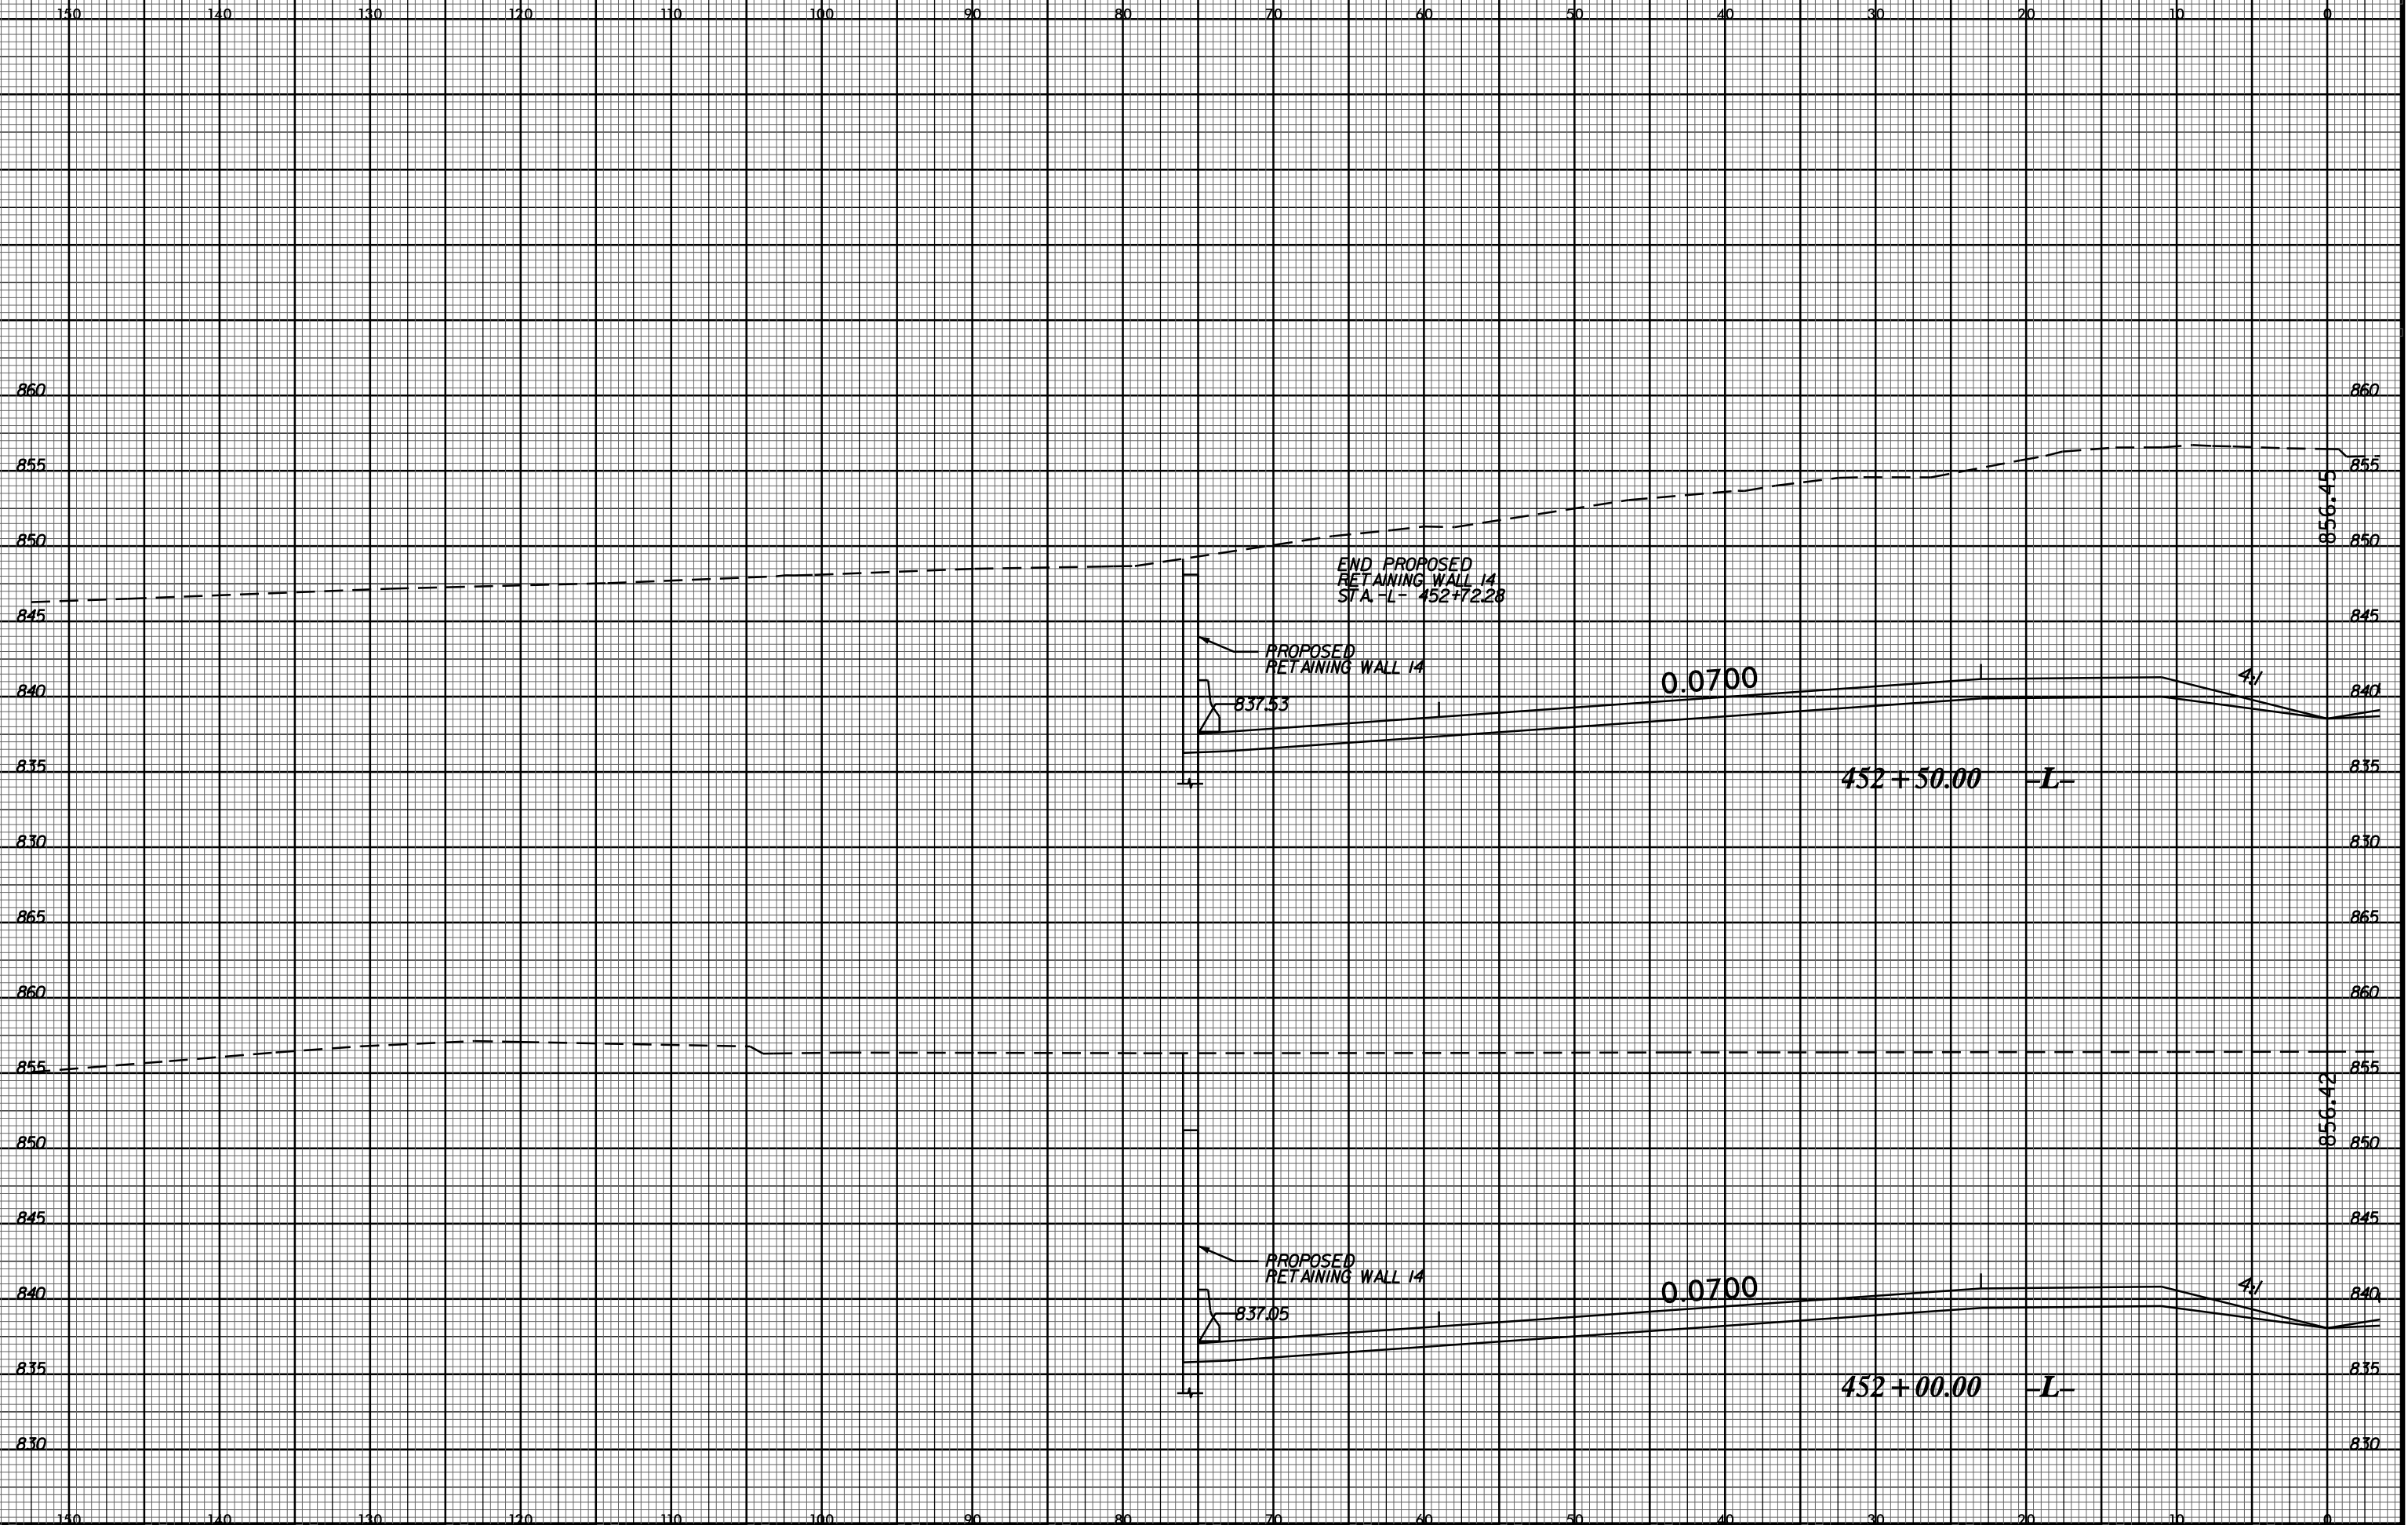 150 140 130 120 110 100 90 80 70 60 50 40 30 20 10 0
860 860
855 855
856.45
850 850
END PROPOSED
RETAINING WALL 14
STA.-L- 452+72.28
845 845
PROPOSED
RETAINING WALL 14
0.0700
4:1
840 840
837.53
835 835
452+50.00 -L-
830 830
865 865
860 860
855 855
856.42
850 850
845 845
PROPOSED
RETAINING WALL 14
0.0700
4:1
840 840
837.05
835 835
452+00.00 -L-
830 830
150 140 130 120 110 100 90 80 70 60 50 40 30 20 10 0